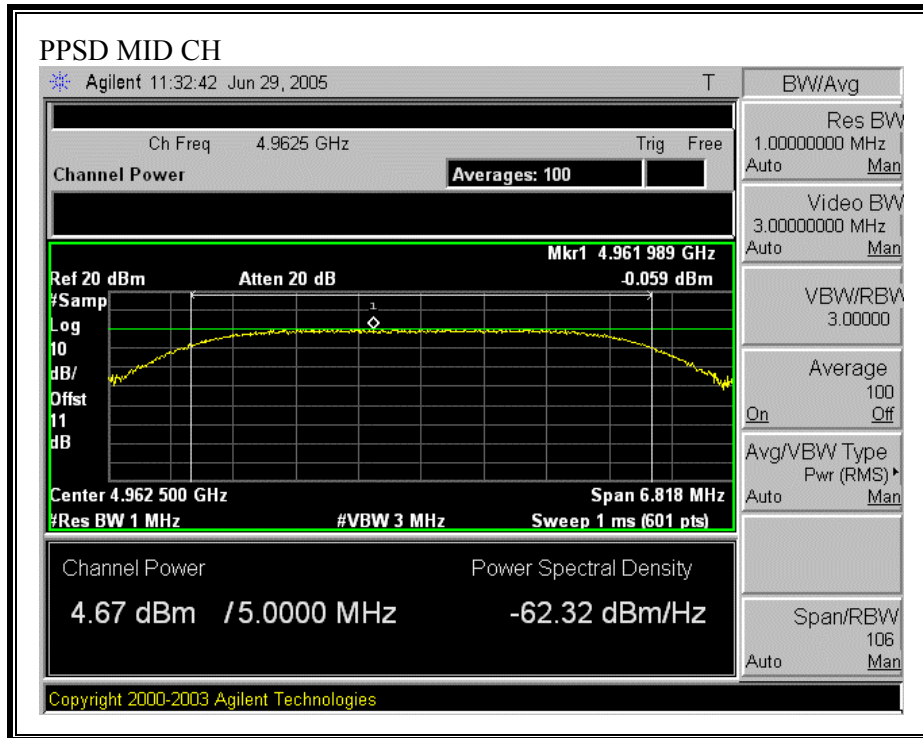 PPSD MID CH
Agilent 11:32:42 Jun 29, 2005 T
BW/Avg
Ch Freq 4.9625 GHz Trig Free
Channel Power Averages: 100
Res BW
1.00000000 MHz
Auto Man
Video BW
3.00000000 MHz
Auto Man
VBW/RBW
3.00000
Average
100
On Off
Avg/VBW Type
Pwr (RMS)
Auto Man
Span/RBW
106
Auto Man
Mkr1 4.961 989 GHz
Ref 20 dBm Atten 20 dB -0.059 dBm
#Samp
Log
10
dB/
Offst
11
dB
1
Center 4.962 500 GHz Span 6.818 MHz
#Res BW 1 MHz #VBW 3 MHz Sweep 1 ms (601 pts)
Channel Power Power Spectral Density
4.67 dBm /5.0000 MHz -62.32 dBm/Hz
Copyright 2000-2003 Agilent Technologies